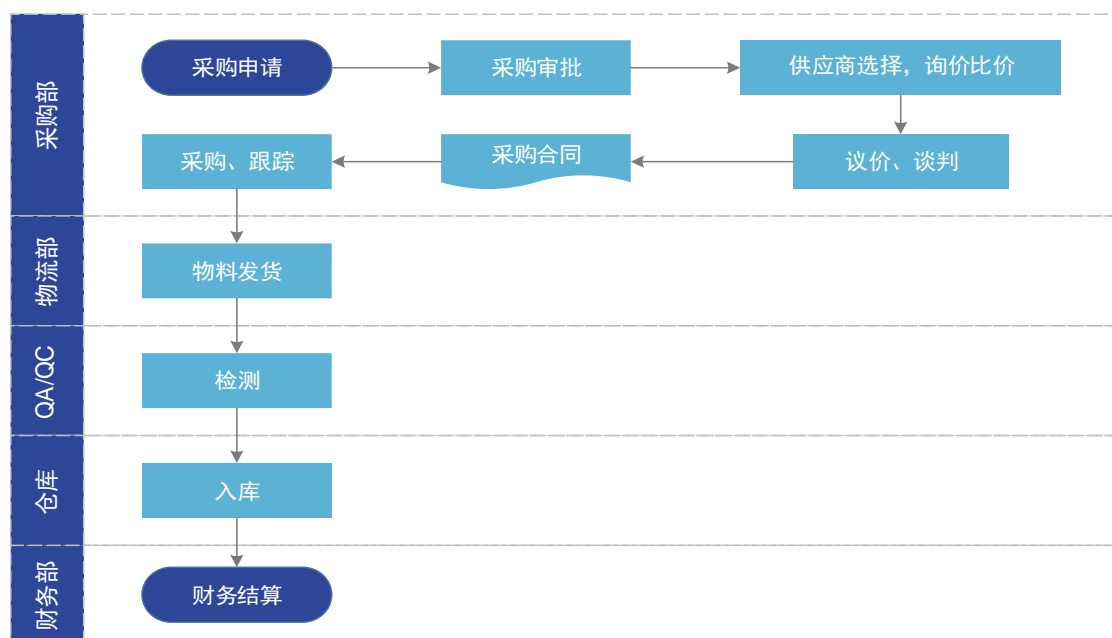 采购部
采购申请
采购审批
供应商选择，询价比价
采购、跟踪
采购合同
议价、谈判
物流部
物料发货
QA/QC
检测
仓库
入库
财务部
财务结算